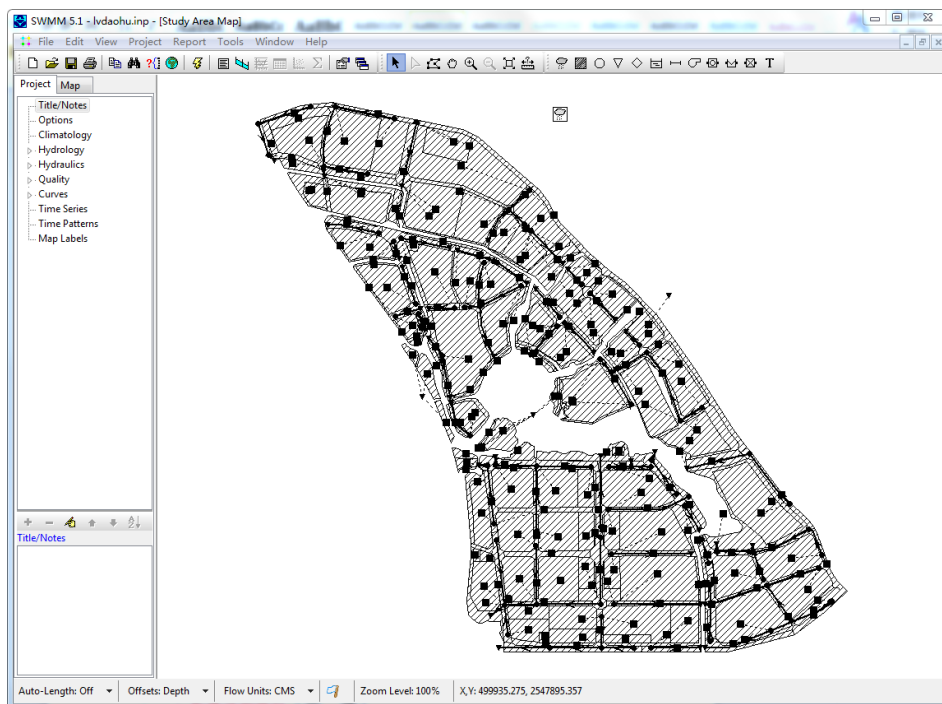 SWMM 5.1 - lvdaohu.inp - [Study Area Map]
File Edit View Project Report Tools Window Help
Project Map
Title/Notes
Options
Climatology
Hydrology
Hydraulics
Quality
Curves
Time Series
Time Patterns
Map Labels
Title/Notes
Auto-Length: Off Offsets: Depth Flow Units: CMS Zoom Level: 100% X,Y: 499935.275, 2547895.357